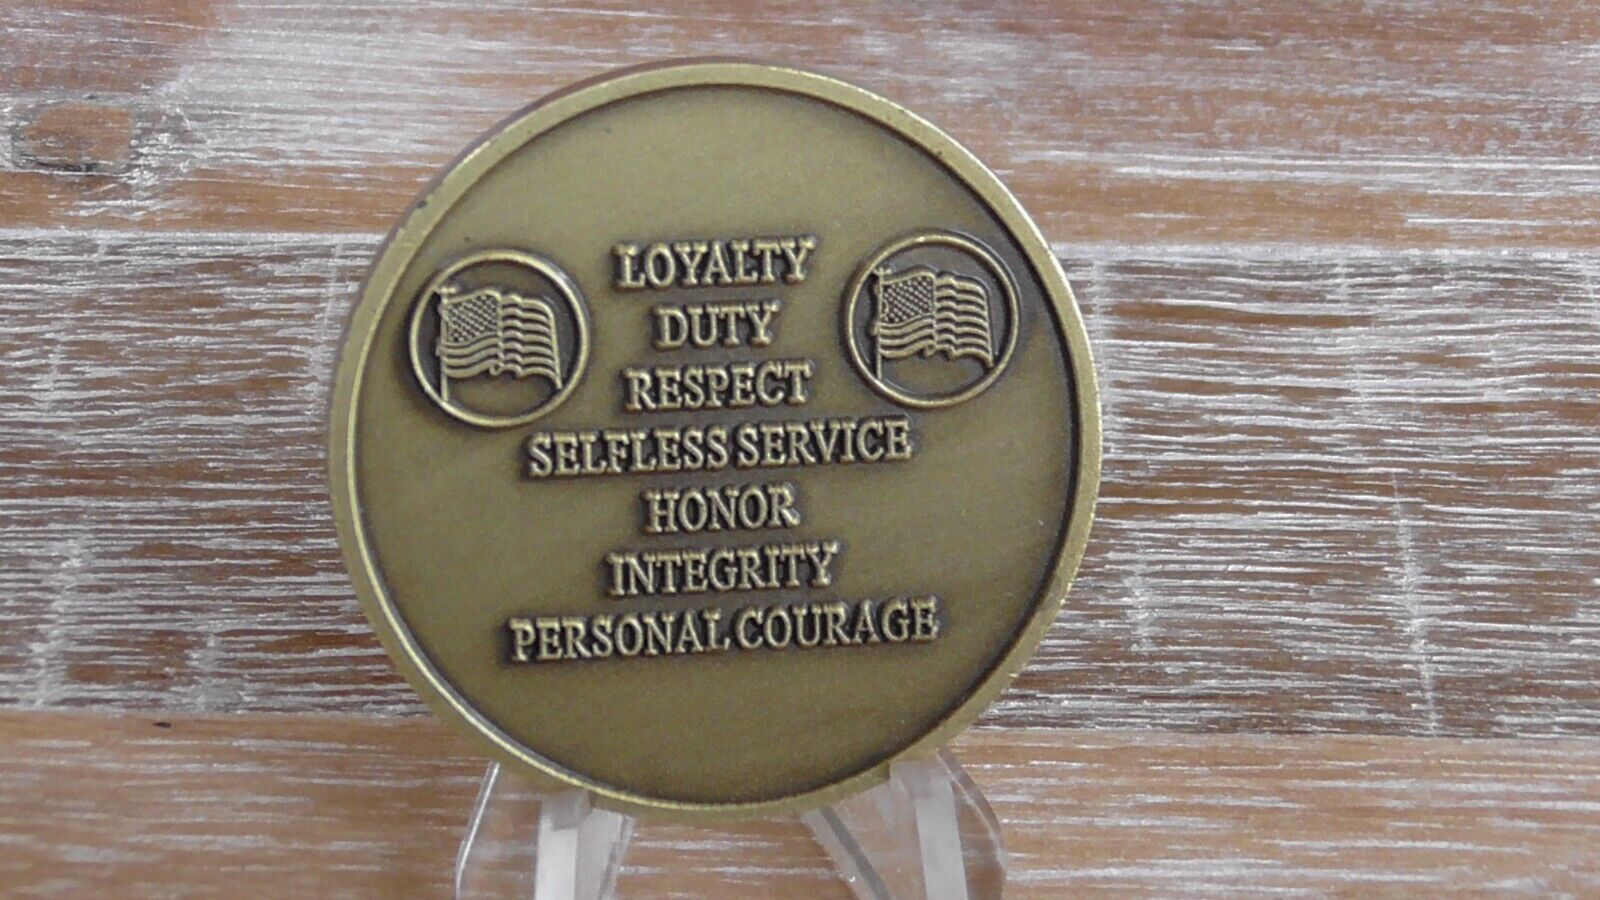 LOYALTY
DUTY
RESPECT
SELFLESS SERVICE
HONOR
INTEGRITY
PERSONAL COURAGE